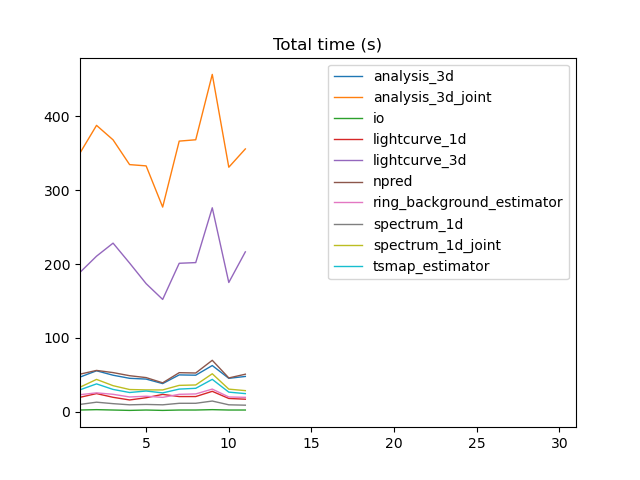 Total time (s)
analysis_3d
analysis_3d_joint
io
lightcurve_1d
lightcurve_3d
npred
ring_background_estimator
spectrum_1d
spectrum_1d_joint
tsmap_estimator
400
300
200
100
0
5 10 15 20 25 30